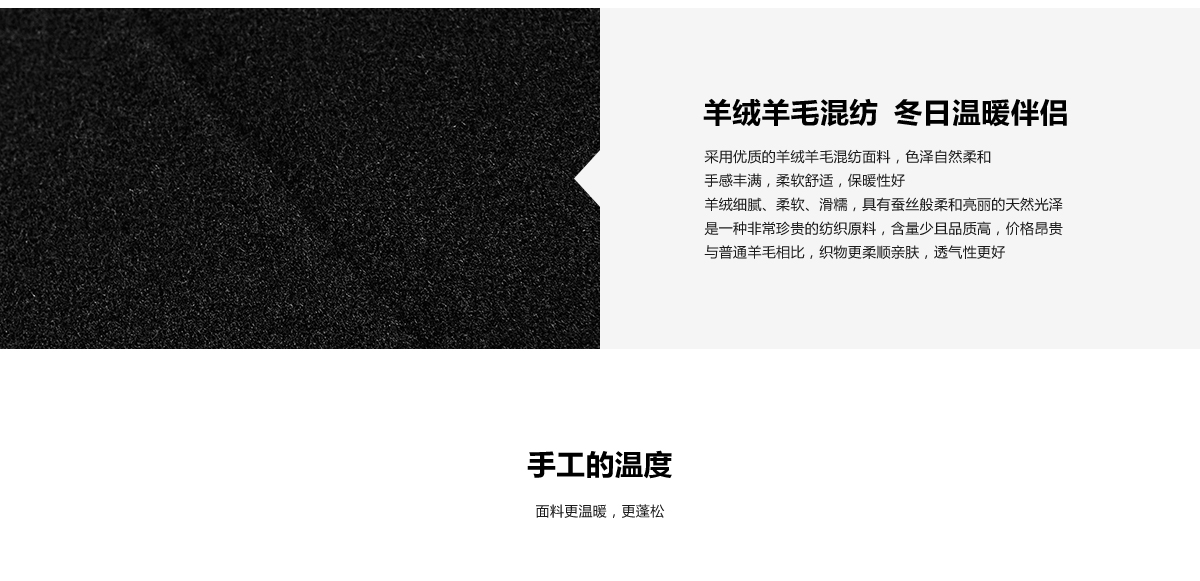 羊绒羊毛混纺 冬日温暖伴侣
采用优质的羊绒羊毛混纺面料，色泽自然柔和
手感丰满，柔软舒适，保暖性好
羊绒细腻、柔软、滑糯，具有蚕丝般柔和亮丽的天然光泽
是一种非常珍贵的纺织原料，含量少且品质高，价格昂贵
与普通羊毛相比，织物更柔顺亲肤，透气性更好
手工的温度
面料更温暖，更蓬松